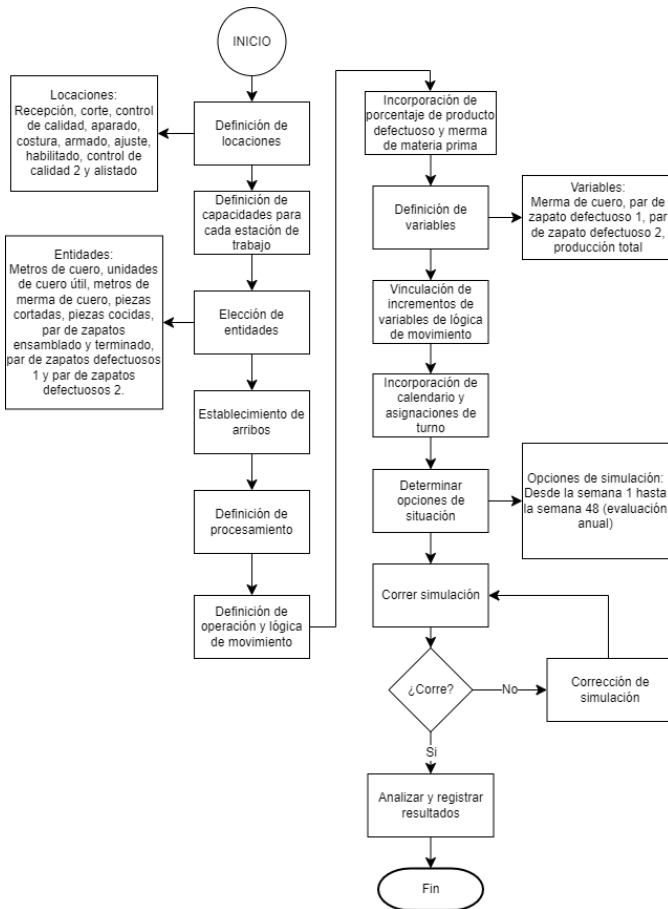 INICIO
Locaciones:
Recepción, corte, control
de calidad, aparado,
costura, armado, ajuste,
habilitado, control de
calidad 2 y alistado
Definición de
locaciones
Definición de
capacidades para
cada estación de
trabajo
Entidades:
Metros de cuero, unidades
de cuero útil, metros de
merma de cuero, piezas
cortadas, piezas cocidas,
par de zapatos
ensamblado y terminado,
par de zapatos defectuosos
1 y par de zapatos
defectuosos 2.
Elección de
entidades
Establecimiento de
arribos
Definición de
procesamiento
Definición de
operación y lógica
de movimiento
Incorporación de
porcentaje de producto
defectuoso y merma
de materia prima
Definición de
variables
Variables:
Merma de cuero, par de
zapato defectuoso 1, par
de zapato defectuoso 2,
producción total
Vinculación de
incrementos de
variables de lógica
de movimiento
Incorporación de
calendario y
asignaciones de
turno
Determinar
opciones de
situación
Opciones de simulación:
Desde la semana 1 hasta
la semana 48 (evaluación
anual)
Correr simulación
¿Corre?
No
Corrección de
simulación
Si
Analizar y registrar
resultados
Fin